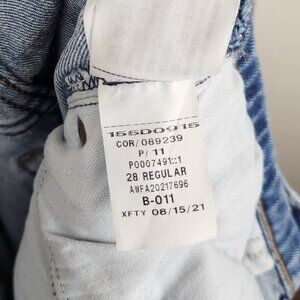 155D0915
COR/089239
P/ 11
P0007491::1
28 REGULAR
AWFA20217696
B-011
XFTY 08/15/21